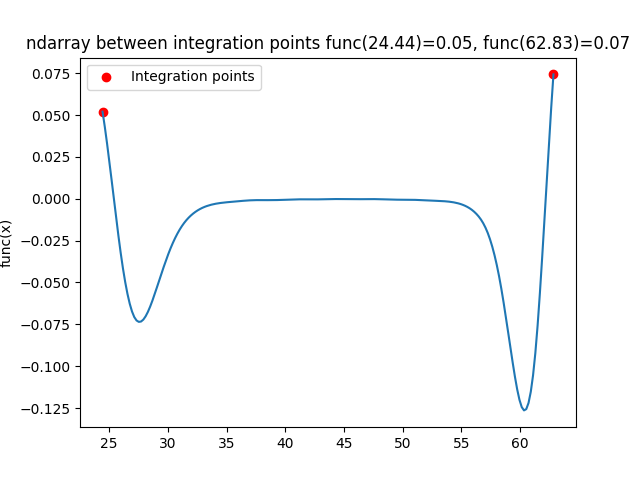 ndarray between integration points func(24.44)=0.05, func(62.83)=0.07
Integration points
func(x)
0.075
0.050
0.025
0.000
−0.025
−0.050
−0.075
−0.100
−0.125
25 30 35 40 45 50 55 60